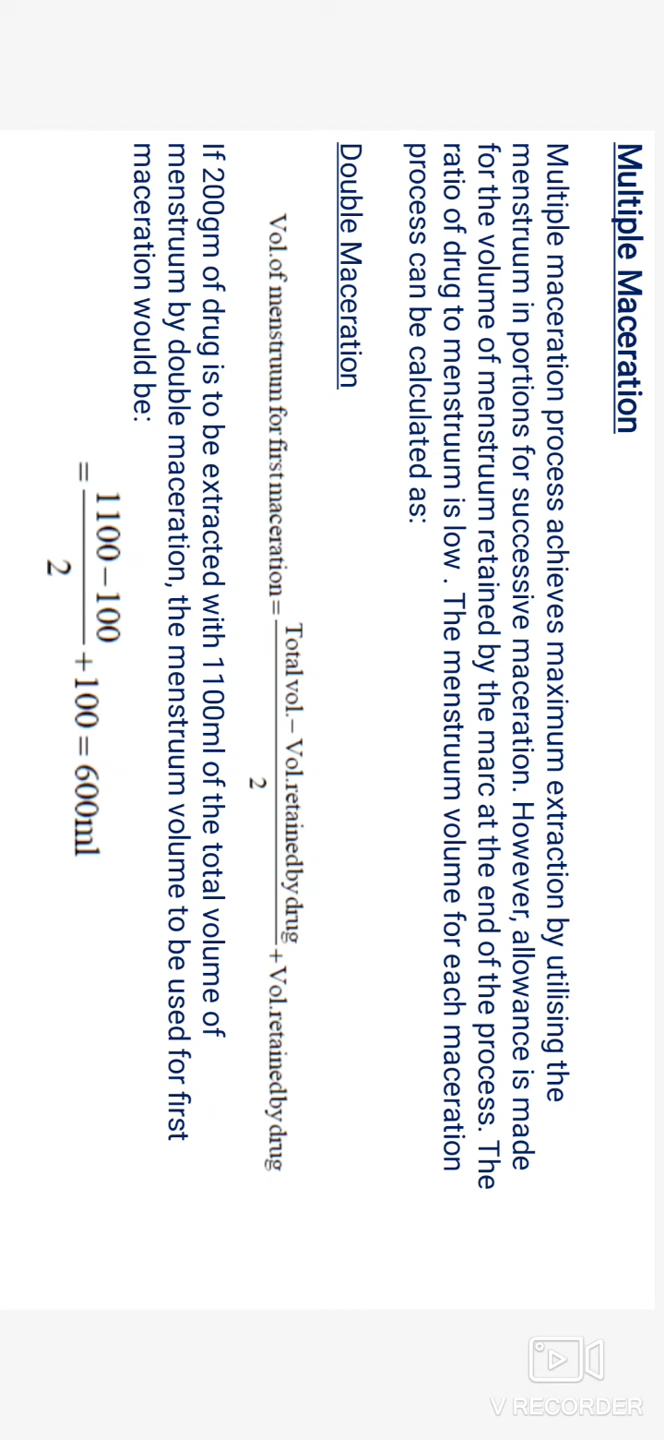 Multiple Maceration
Multiple maceration process achieves maximum extraction by utilising the
menstruum in portions for successive maceration. However, allowance is made
for the volume of menstruum retained by the marc at the end of the process. The
ratio of drug to menstruum is low . The menstruum volume for each maceration
process can be calculated as:
Double Maceration
Vol.of menstruum for first maceration = (Total vol.− Vol.retainedbydrug) / 2 + Vol.retainedbydrug
If 200gm of drug is to be extracted with 1100ml of the total volume of
menstruum by double maceration, the menstruum volume to be used for first
maceration would be:
= (1100−100) / 2 + 100 = 600ml
V RECORDER